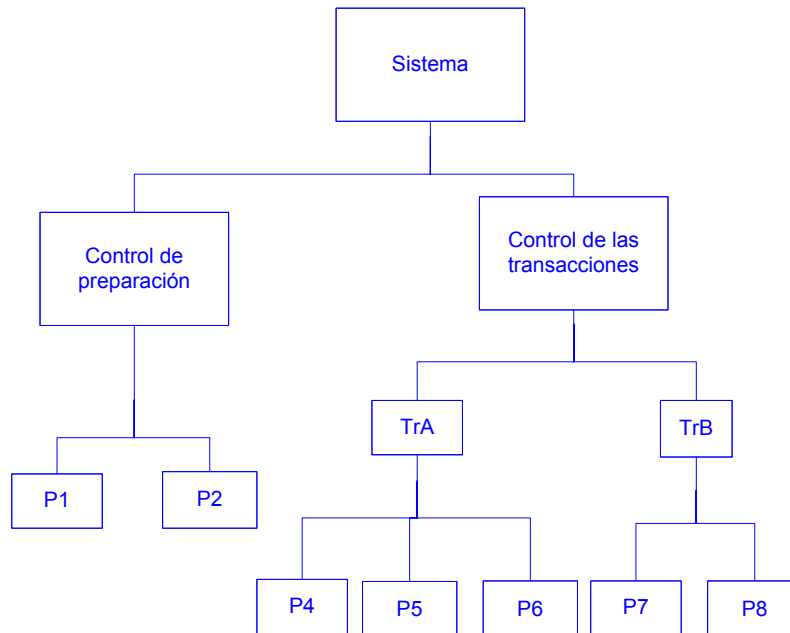 Sistema
Control de
preparación
Control de las
transacciones
TrA
TrB
P1
P2
P4
P5
P6
P7
P8